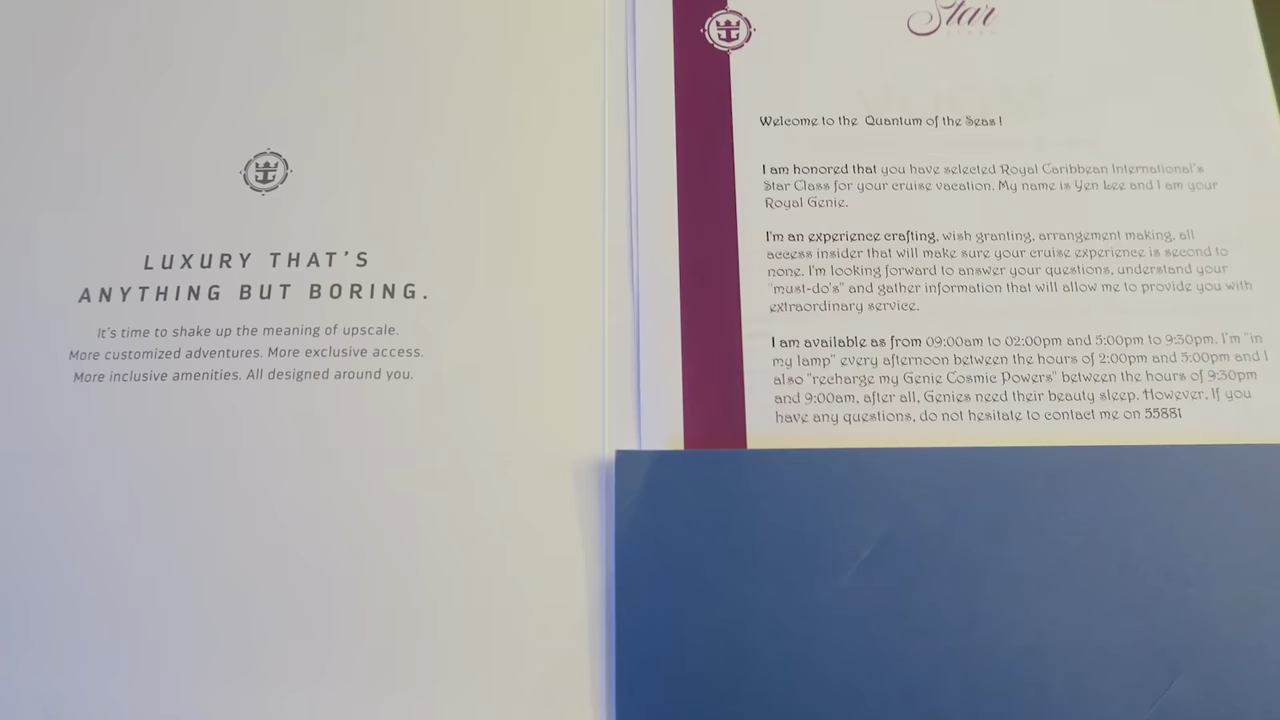 LUXURY THAT'S
ANYTHING BUT BORING.
It's time to shake up the meaning of upscale.
More customized adventures. More exclusive access.
More inclusive amenities. All designed around you.
Star
Welcome to the Quantum of the Seas !
I am honored that you have selected Royal Caribbean International's
Star Class for your cruise vacation. My name is Yen Lee and I am your
Royal Genie.
I'm an experience crafting, wish granting, arrangement making, all
access insider that will make sure your cruise experience is second to
none. I'm looking forward to answer your questions, understand your
"must-do's" and gather information that will allow me to provide you with
extraordinary service.
I am available as from 09:00am to 02:00pm and 5:00pm to 9:30pm. I'm "in
my lamp" every afternoon between the hours of 2:00pm and 5:00pm and I
also "recharge my Genie Cosmic Powers" between the hours of 9:30pm
and 9:00am, after all, Genies need their beauty sleep. However, If you
have any questions, do not hesitate to contact me on 55881